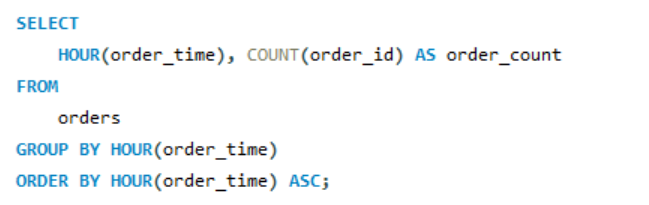 SELECT
    HOUR(order_time), COUNT(order_id) AS order_count
FROM
    orders
GROUP BY HOUR(order_time)
ORDER BY HOUR(order_time) ASC;